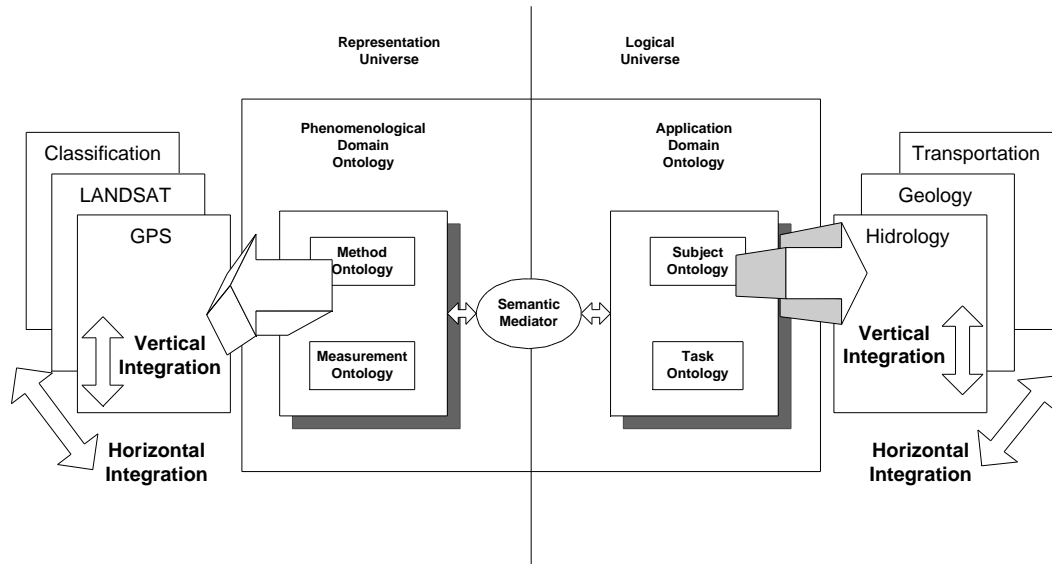 Representation
Universe
Logical
Universe
Phenomenological
Domain
Ontology
Application
Domain
Ontology
Classification
LANDSAT
GPS
Transportation
Geology
Hidrology
Method
Ontology
Subject
Ontology
Semantic
Mediator
Vertical
Integration
Measurement
Ontology
Task
Ontology
Vertical
Integration
Horizontal
Integration
Horizontal
Integration